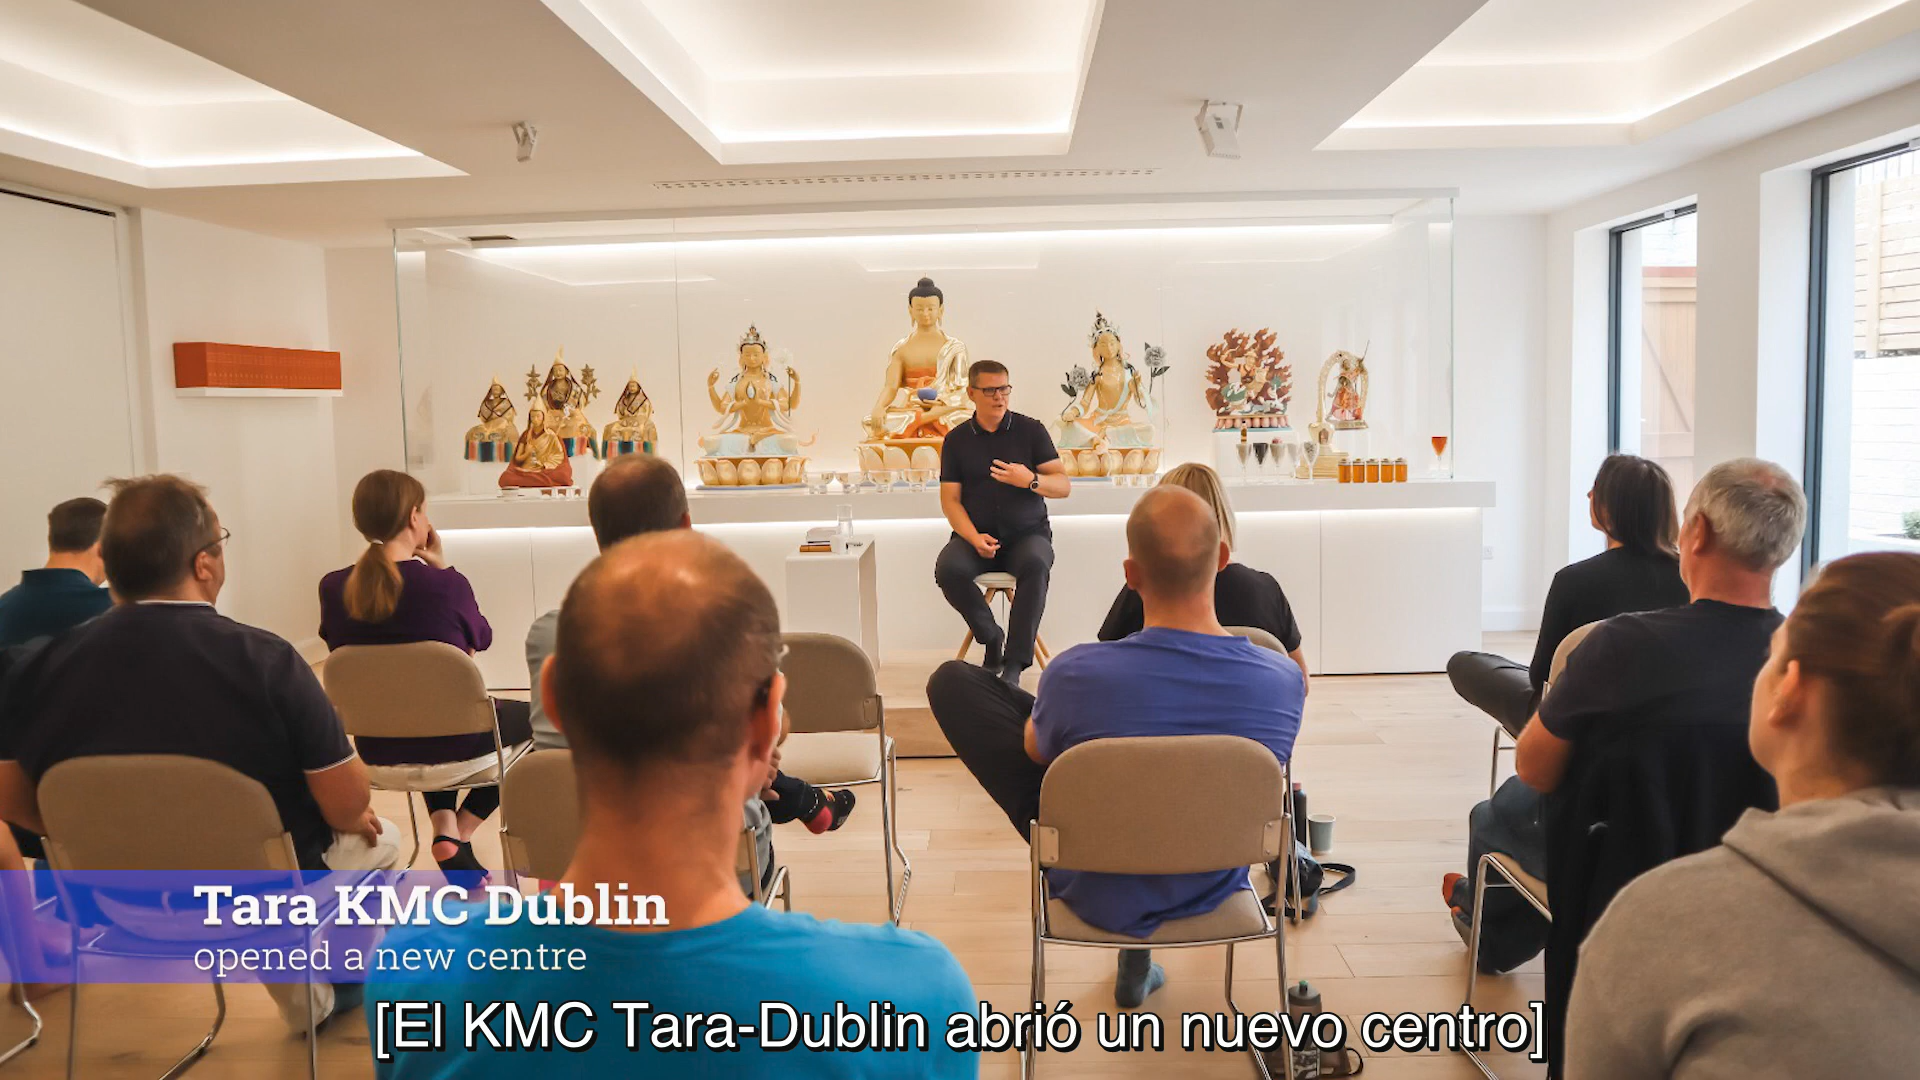 Tara KMC Dublin
opened a new centre
[El KMC Tara-Dublin abrió un nuevo centro]